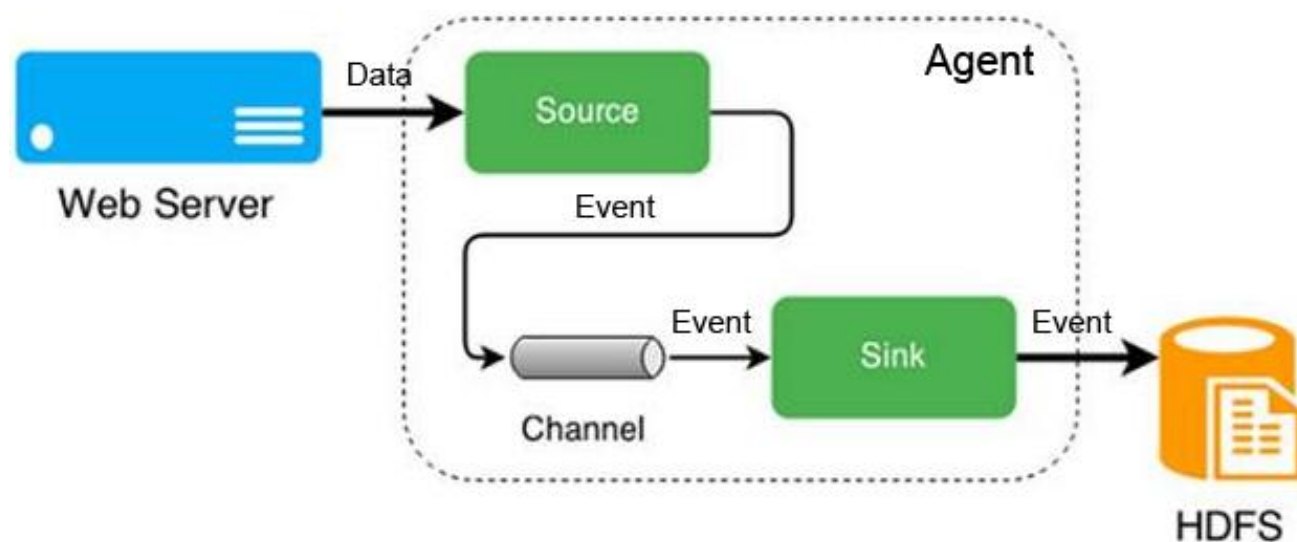 Agent
Data
Source
Web Server
Event
Event
Event
Sink
Channel
HDFS